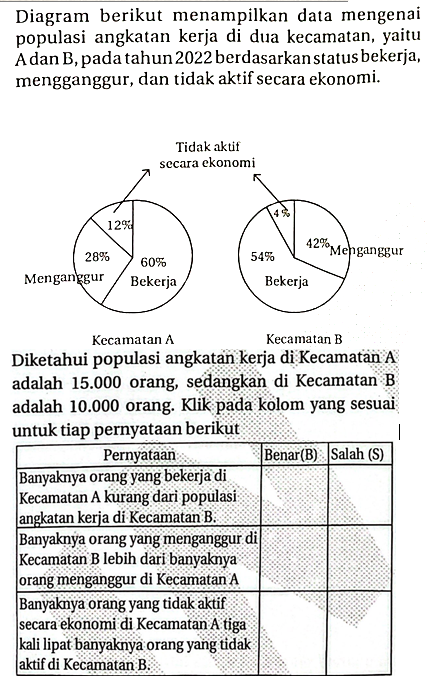 Diagram berikut menampilkan data mengenai
populasi angkatan kerja di dua kecamatan, yaitu
A dan B, pada tahun 2022 berdasarkan status bekerja,
mengganggur, dan tidak aktif secara ekonomi.
Tidak aktif
secara ekonomi
12%
28%
60%
Menganggur
Bekerja
4%
42%
Menganggur
54%
Bekerja
Kecamatan A
Kecamatan B
Diketahui populasi angkatan kerja di Kecamatan A
adalah 15.000 orang, sedangkan di Kecamatan B
adalah 10.000 orang. Klik pada kolom yang sesuai
untuk tiap pernyataan berikut
Pernyataan Benar(B) Salah (S)
Banyaknya orang yang bekerja di
Kecamatan A kurang dari populasi
angkatan kerja di Kecamatan B.
Banyaknya orang yang menganggur di
Kecamatan B lebih dari banyaknya
orang menganggur di Kecamatan A
Banyaknya orang yang tidak aktif
secara ekonomi di Kecamatan A tiga
kali lipat banyaknya orang yang tidak
aktif di Kecamatan B.